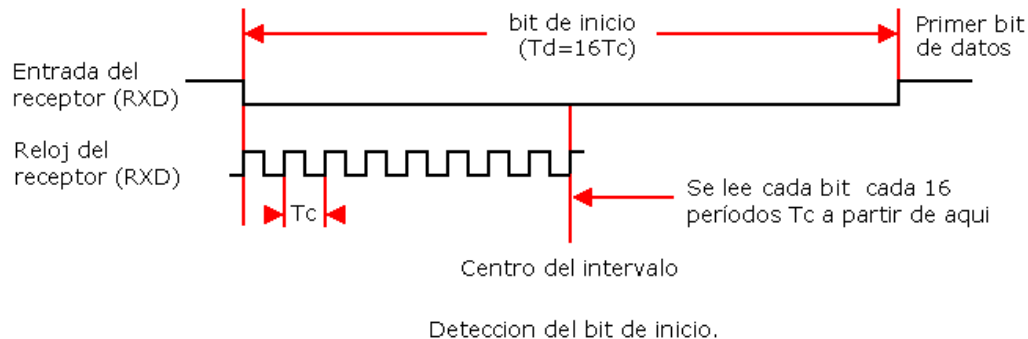 bit de inicio
(Td=16Tc)
Primer bit
de datos
Entrada del
receptor (RXD)
Reloj del
receptor (RXD)
Tc
Se lee cada bit cada 16
períodos Tc a partir de aqui
Centro del intervalo
Deteccion del bit de inicio.